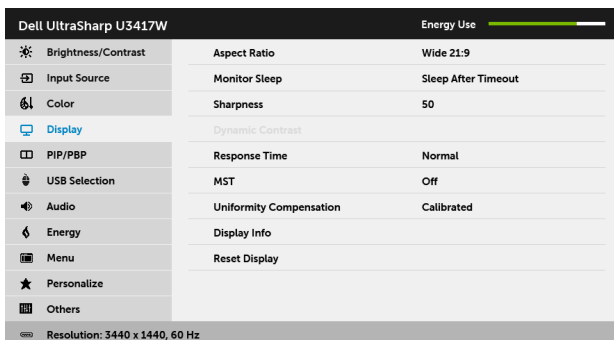 Dell UltraSharp U3417W
Energy Use
Brightness/Contrast
Aspect Ratio
Wide 21:9
Input Source
Monitor Sleep
Sleep After Timeout
Color
Sharpness
50
Display
Dynamic Contrast
PIP/PBP
Response Time
Normal
USB Selection
MST
Off
Audio
Uniformity Compensation
Calibrated
Energy
Display Info
Menu
Reset Display
Personalize
Others
Resolution: 3440 x 1440, 60 Hz